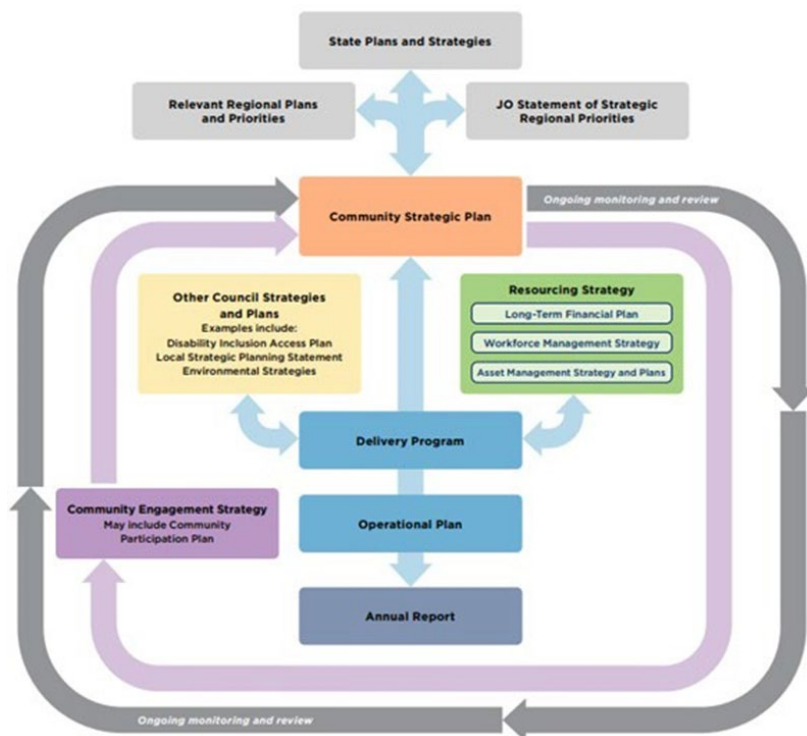 State Plans and Strategies
Relevant Regional Plans
and Priorities
JO Statement of Strategic
Regional Priorities
Community Strategic Plan
Ongoing monitoring and review
Other Council Strategies
and Plans
Examples include:
Disability Inclusion Access Plan
Local Strategic Planning Statement
Environmental Strategies
Resourcing Strategy
Long-Term Financial Plan
Workforce Management Strategy
Asset Management Strategy and Plans
Delivery Program
Community Engagement Strategy
May include Community
Participation Plan
Operational Plan
Annual Report
Ongoing monitoring and review